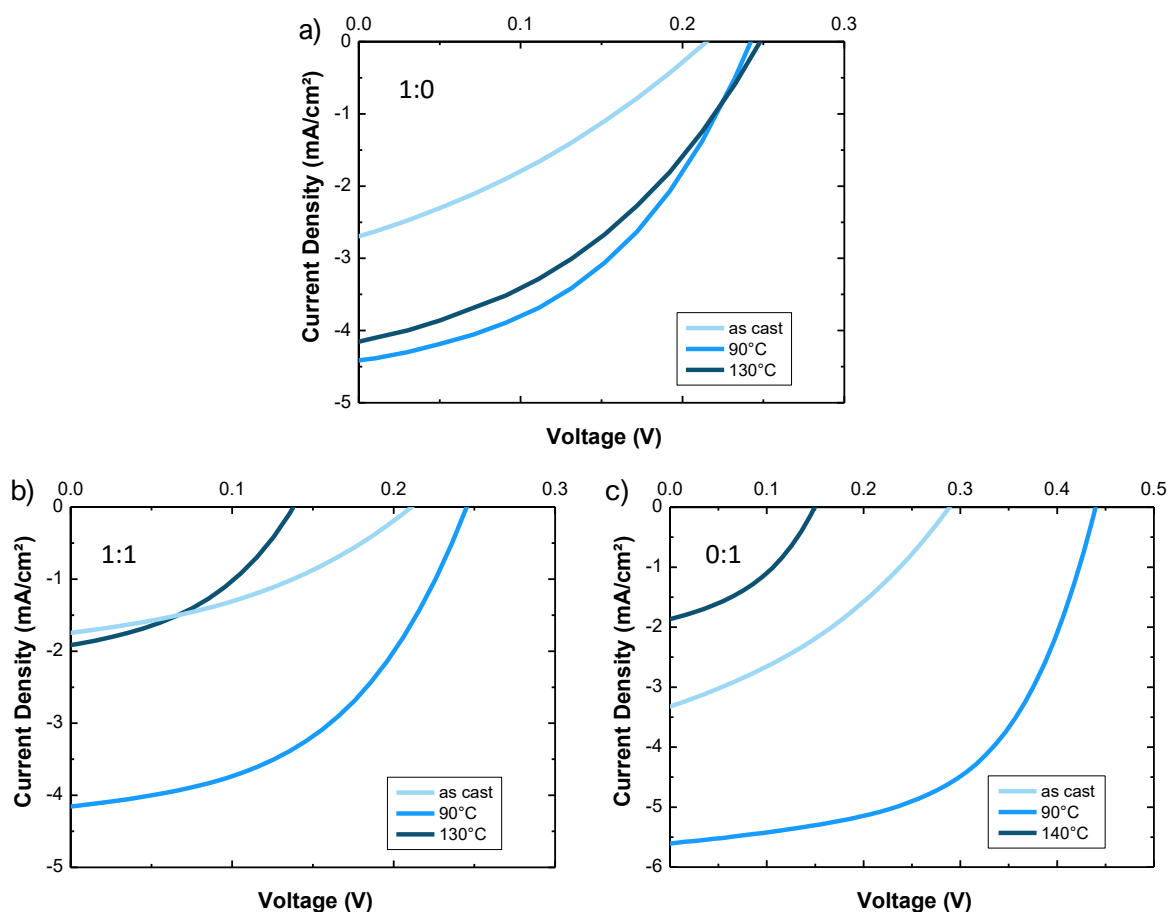 a)
0.0 0.1 0.2 0.3
0
-1
-2
-3
-4
-5
Current Density (mA/cm²)
1:0
as cast
90°C
130°C
Voltage (V)
b)
0.0 0.1 0.2 0.3
0
-1
-2
-3
-4
-5
Current Density (mA/cm²)
1:1
as cast
90°C
130°C
Voltage (V)
c)
0.0 0.1 0.2 0.3 0.4 0.5
0
-1
-2
-3
-4
-5
-6
Current Density (mA/cm²)
0:1
as cast
90°C
140°C
Voltage (V)